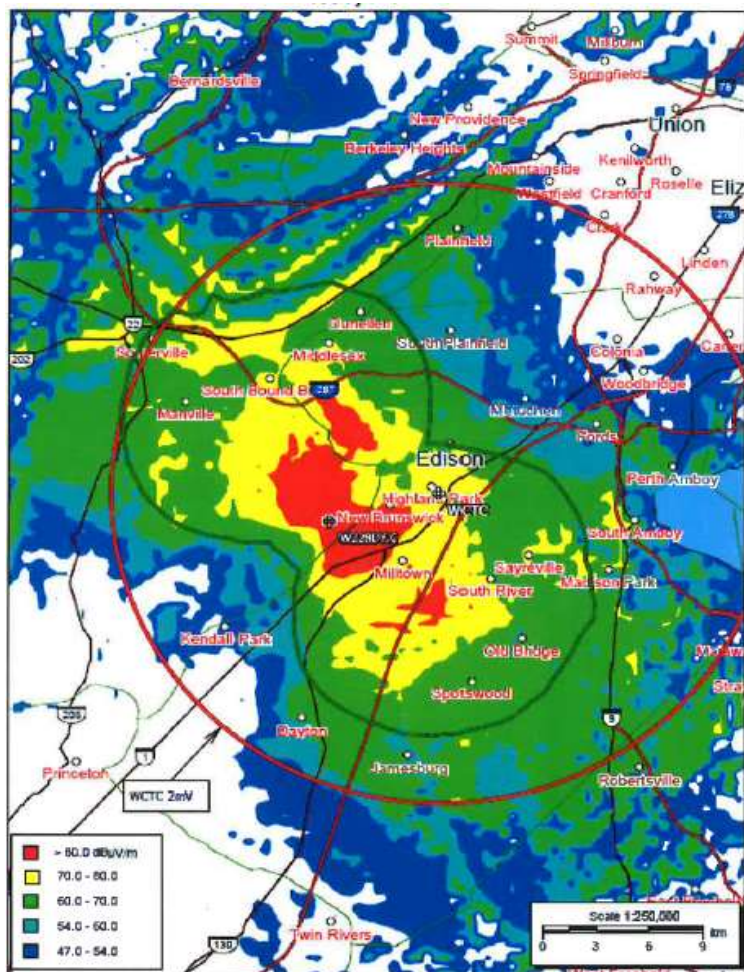 Summit
Millburn
Springfield
Bernardsville
78
New Providence
Union
Berkeley Heights
Kenilworth
Mountainside
Roselle
Westfield
Cranford
Eliz
278
Clark
Plainfield
Linden
Rahway
Dunellen
22
South Plainfield
Somerville
Middlesex
Colonia
202
Woodbridge
South Bound B
287
Manville
Metuchen
Fords
Edison
Perth Amboy
Highland Park
WCTC
New Brunswick
South Amboy
Milltown
Sayreville
Madison Park
South River
Kendall Park
Old Bridge
Spotswood
Dayton
206
9
Jamesburg
1
Princeton
Robertsville
WCTC 2mV
dBµV/m
70.0 - 80.0
60.0 - 70.0
54.0 - 60.0
47.0 - 54.0
Scale 1:250,000
0 3 6 9 km
Twin Rivers
130